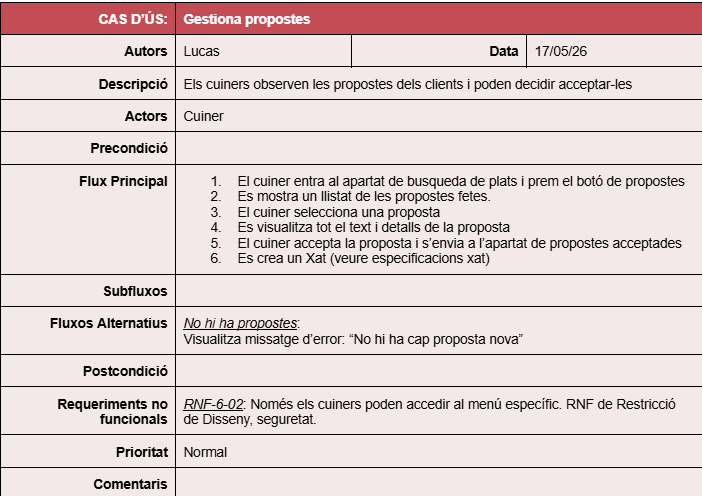 CAS D'ÚS: Gestiona propostes
Autors Lucas Data 17/05/26
Descripció Els cuiners observen les propostes dels clients i poden decidir acceptar-les
Actors Cuiner
Precondició
Flux Principal 1. El cuiner entra al apartat de busqueda de plats i prem el botó de propostes
2. Es mostra un llistat de les propostes fetes.
3. El cuiner selecciona una proposta
4. Es visualitza tot el text i detalls de la proposta
5. El cuiner accepta la proposta i s'envia a l'apartat de propostes acceptades
6. Es crea un Xat (veure especificacions xat)
Subfluxos
Fluxos Alternatius No hi ha propostes:
Visualitza missatge d'error: “No hi ha cap proposta nova”
Postcondició
Requeriments no RNF-6-02: Només els cuiners poden accedir al menú específic. RNF de Restricció
funcionals de Disseny, seguretat.
Prioritat Normal
Comentaris